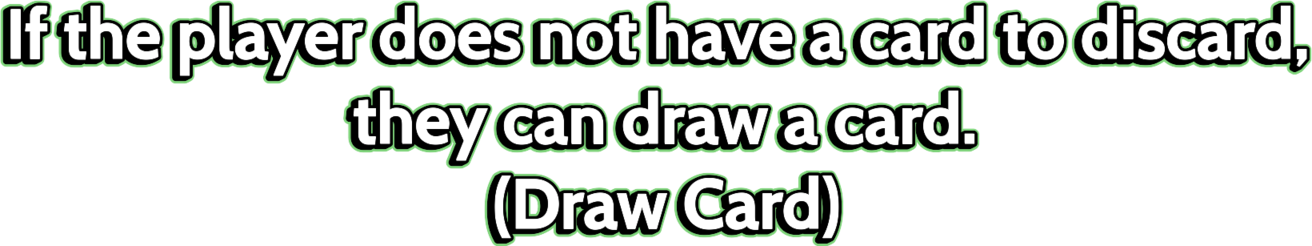 If the player does not have a card to discard,
they can draw a card.
(Draw Card)